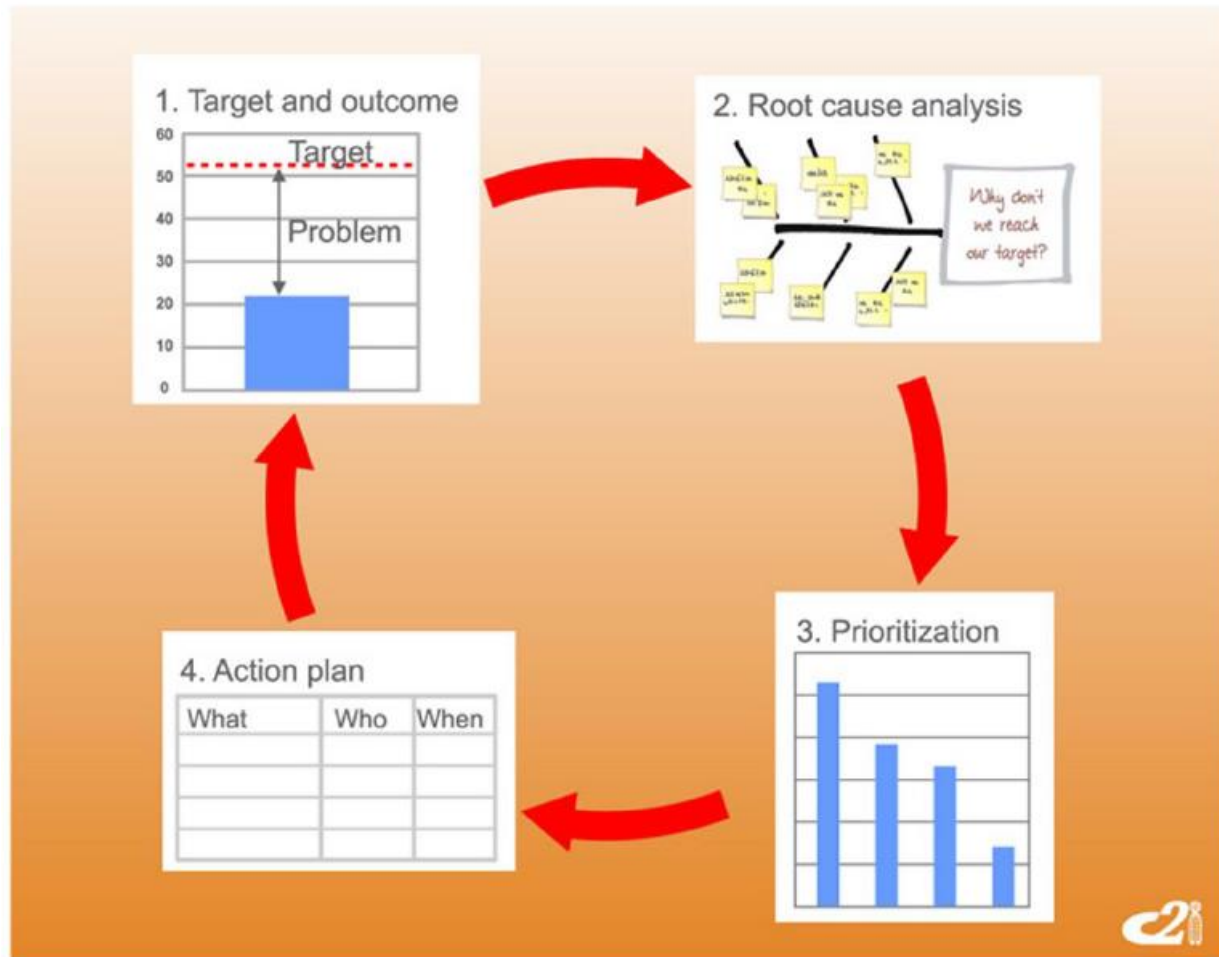 1. Target and outcome
60
Target
50
40
Problem
30
20
10
0
2. Root cause analysis
Why don't
we reach
our target?
3. Prioritization
4. Action plan
What Who When
c2i